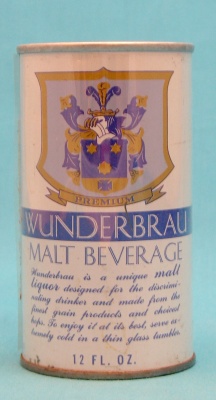 PREMIUM
WUNDERBRAU
MALT BEVERAGE
Wunderbrau is a unique malt
liquor designed for the discrimi-
nating drinker and made from the
finest grain products and choicest
hops. To enjoy it at its best, serve ex-
tremely cold in a thin glass tumbler.
12 FL. OZ.